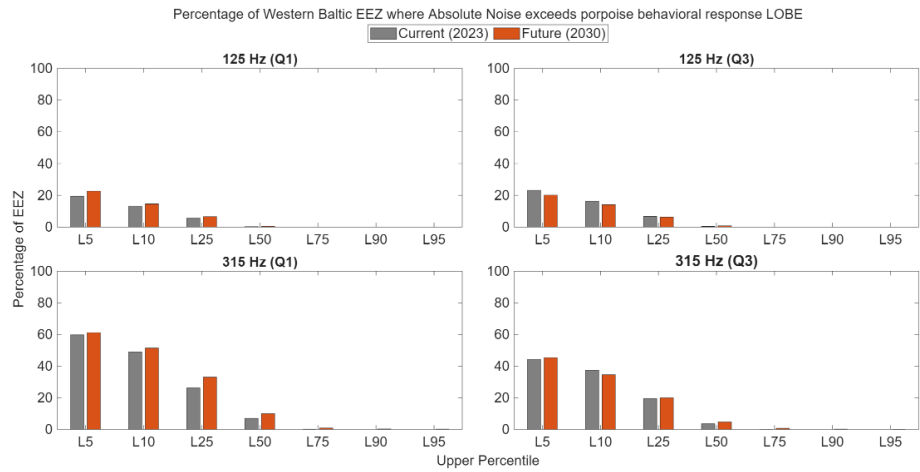 Percentage of Western Baltic EEZ where Absolute Noise exceeds porpoise behavioral response LOBE
Current (2023) Future (2030)
125 Hz (Q1)
100
80
60
40
20
0
L5 L10 L25 L50 L75 L90 L95
125 Hz (Q3)
100
80
60
40
20
0
L5 L10 L25 L50 L75 L90 L95
Percentage of EEZ
315 Hz (Q1)
100
80
60
40
20
0
L5 L10 L25 L50 L75 L90 L95
315 Hz (Q3)
100
80
60
40
20
0
L5 L10 L25 L50 L75 L90 L95
Upper Percentile